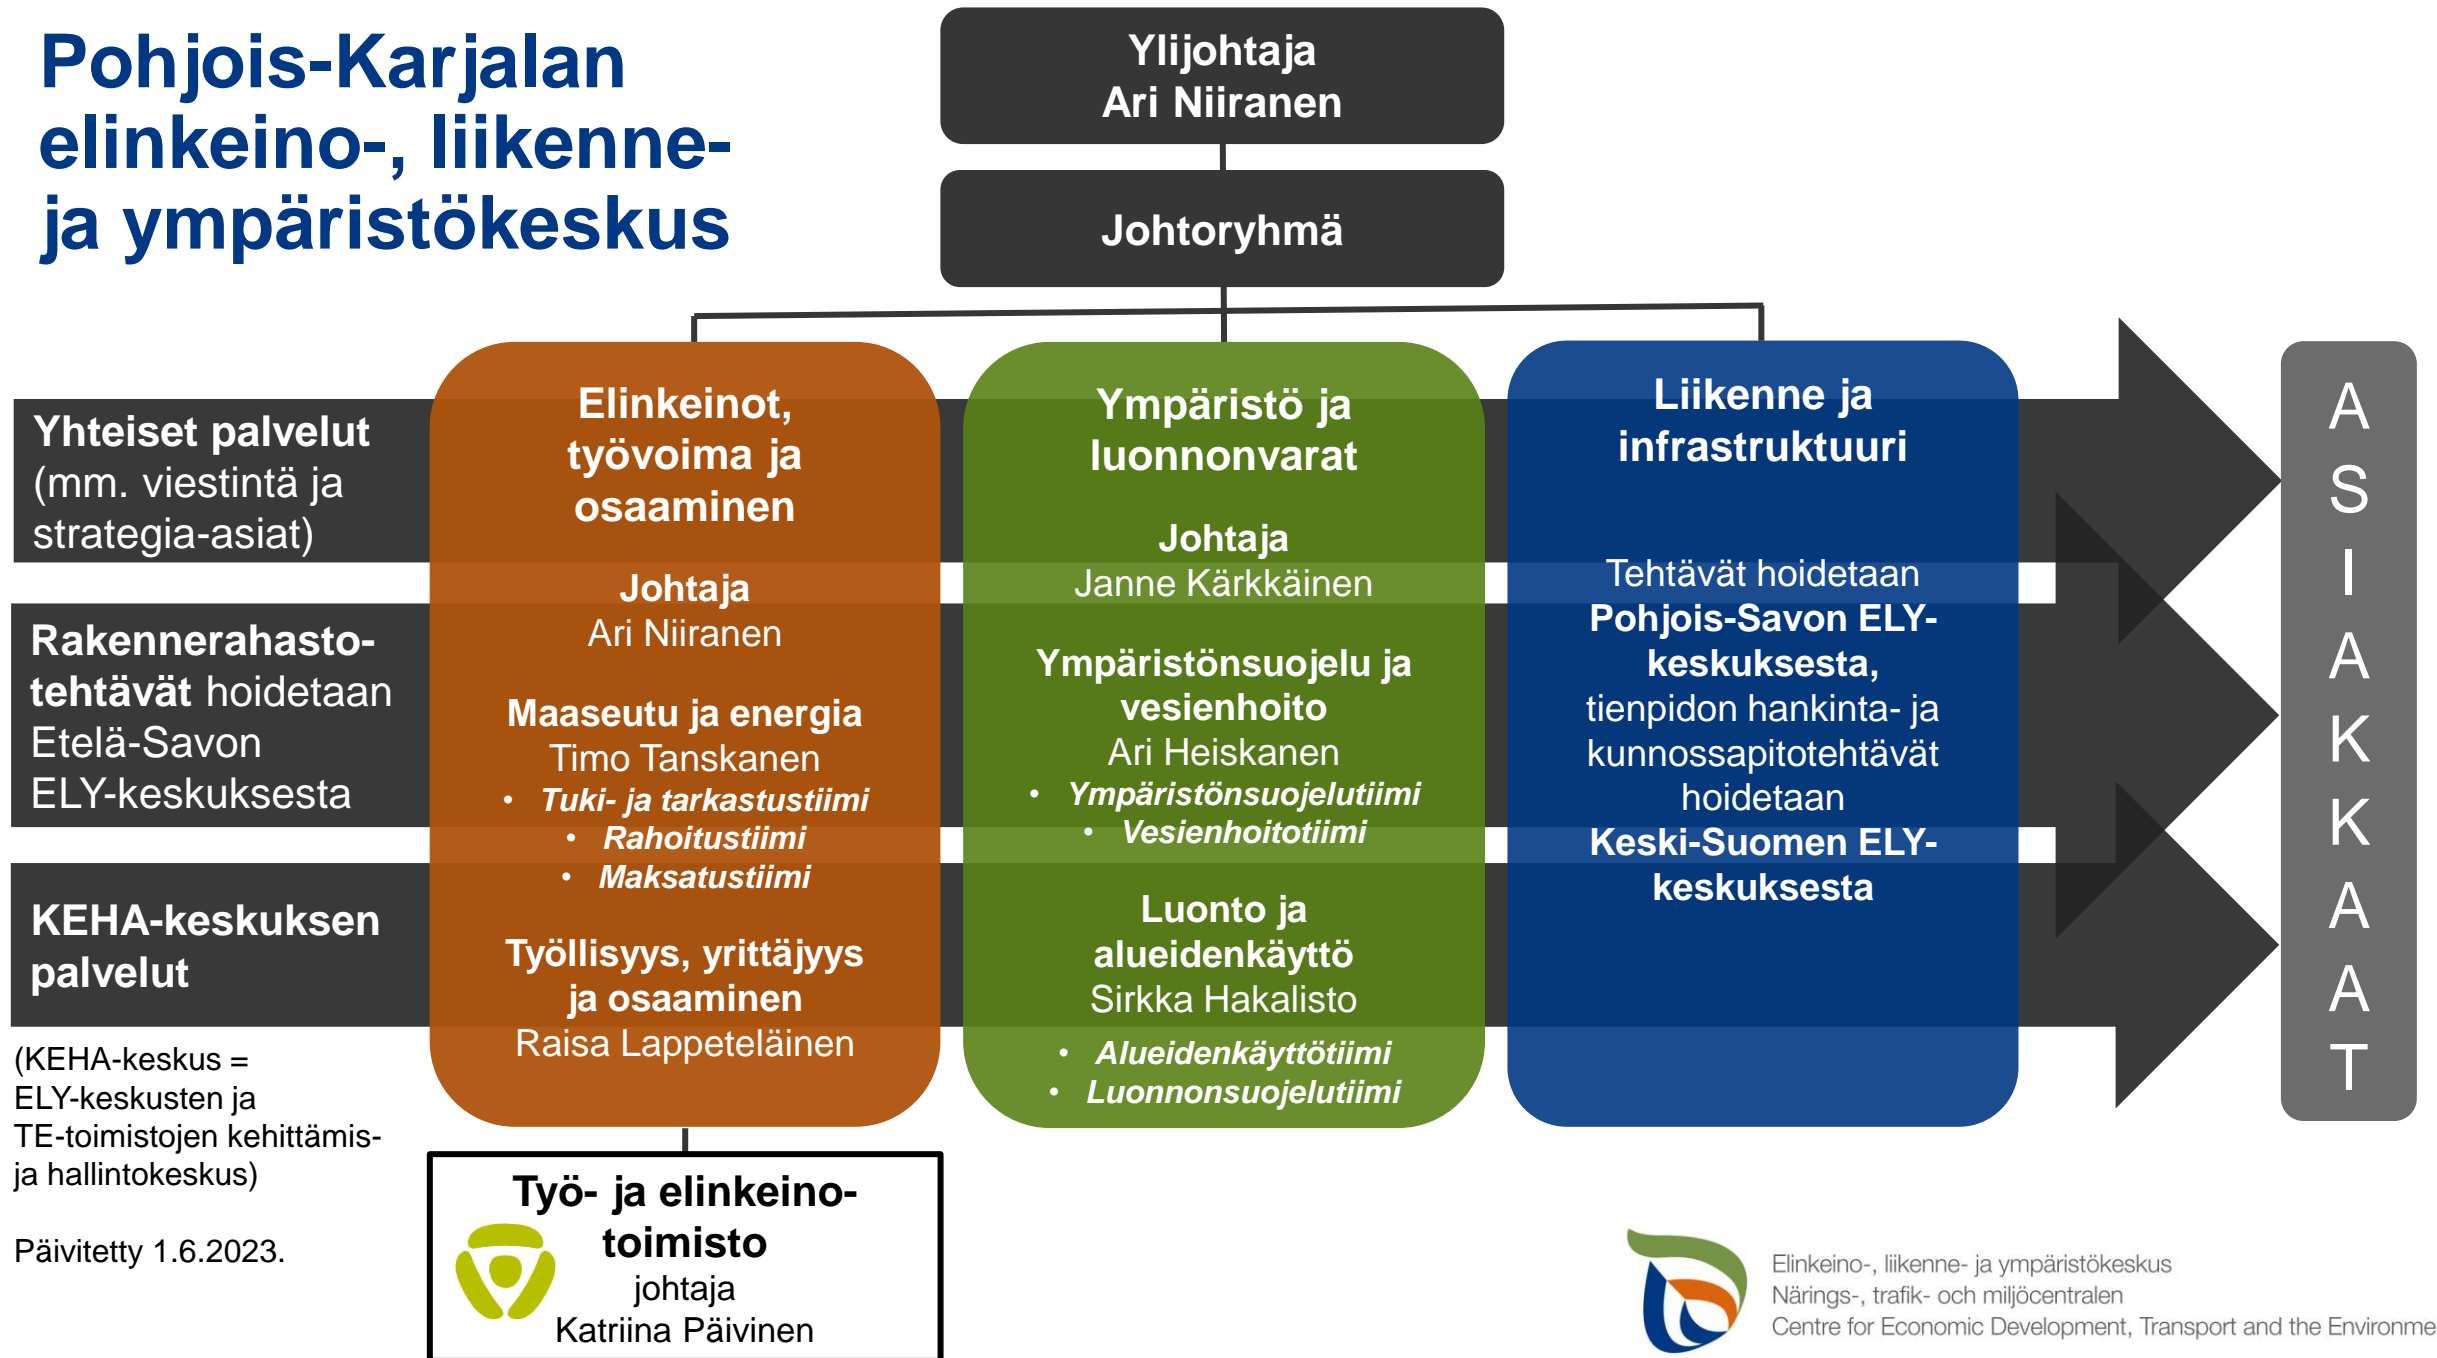 Pohjois-Karjalan
elinkeino-, liikenne-
ja ympäristökeskus
Ylijohtaja
Ari Niiranen
Johtoryhmä
Yhteiset palvelut
(mm. viestintä ja
strategia-asiat)
Rakennerahasto-
tehtävät hoidetaan
Etelä-Savon
ELY-keskuksesta
KEHA-keskuksen
palvelut
(KEHA-keskus =
ELY-keskusten ja
TE-toimistojen kehittämis-
ja hallintokeskus)
Päivitetty 1.6.2023.
Elinkeinot,
työvoima ja
osaaminen
Johtaja
Ari Niiranen
Maaseutu ja energia
Timo Tanskanen
• Tuki- ja tarkastustiimi
• Rahoitustiimi
• Maksatustiimi
Työllisyys, yrittäjyys
ja osaaminen
Raisa Lappeteläinen
Työ- ja elinkeino-
toimisto
johtaja
Katriina Päivinen
Ympäristö ja
luonnonvarat
Johtaja
Janne Kärkkäinen
Ympäristönsuojelu ja
vesienhoito
Ari Heiskanen
• Ympäristönsuojelutiimi
• Vesienhoitotiimi
Luonto ja
alueidenkäyttö
Sirkka Hakalisto
• Alueidenkäyttötiimi
• Luonnonsuojelutiimi
Liikenne ja
infrastruktuuri
Tehtävät hoidetaan
Pohjois-Savon ELY-
keskuksesta,
tienpidon hankinta- ja
kunnossapitotehtävät
hoidetaan
Keski-Suomen ELY-
keskuksesta
A
S
I
A
K
K
A
A
T
Elinkeino-, liikenne- ja ympäristökeskus
Närings-, trafik- och miljöcentralen
Centre for Economic Development, Transport and the Environme